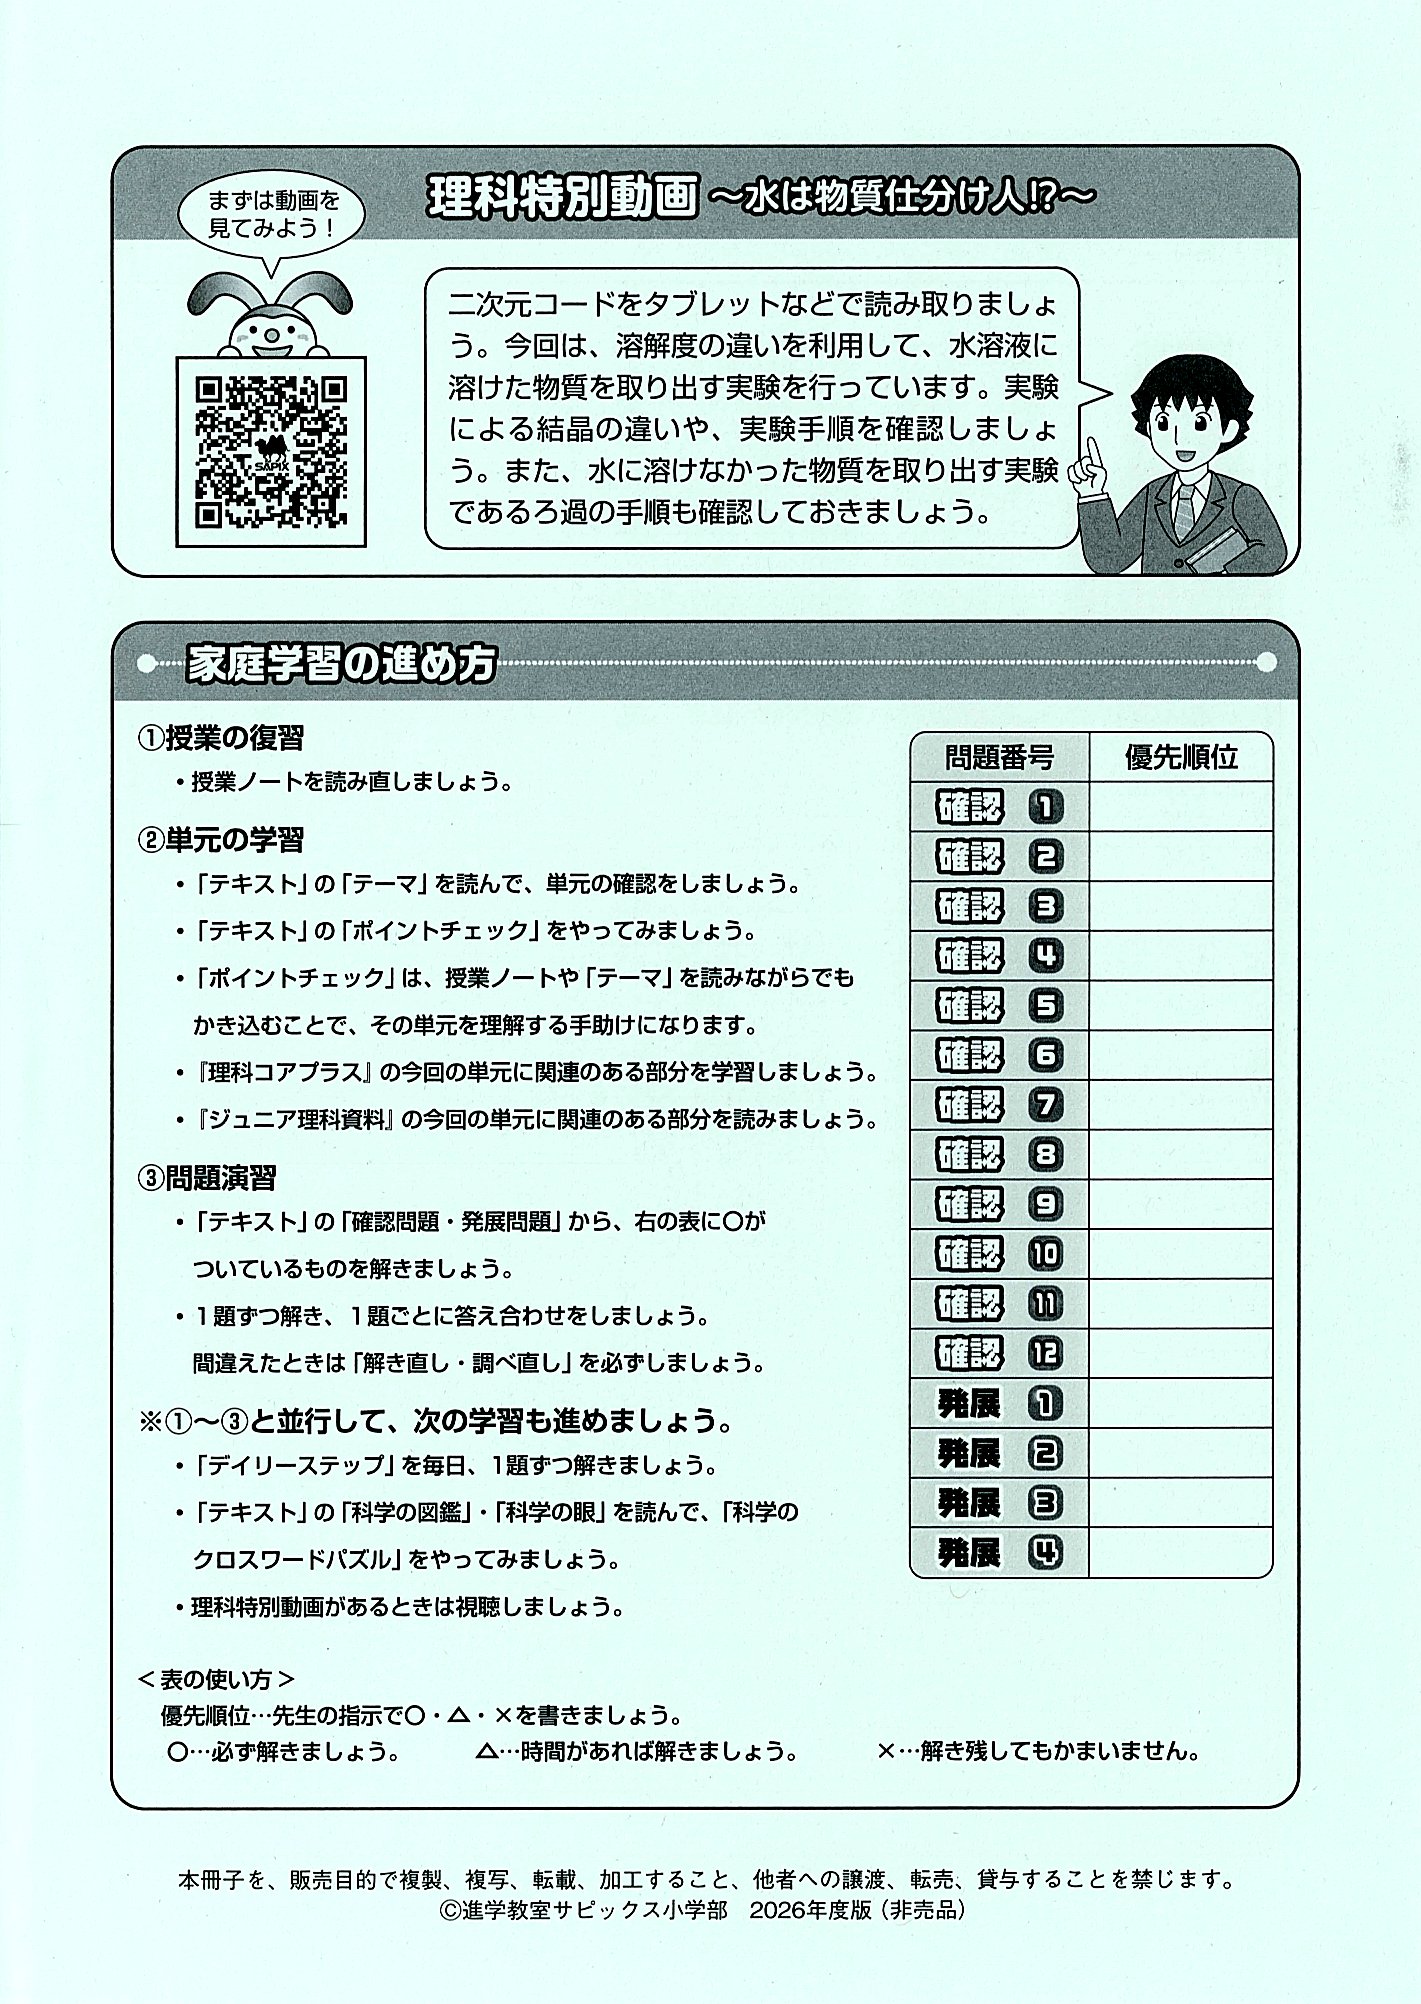 まずは動画を
見てみよう！
理科特別動画 ～水は物質仕分け人!?～
二次元コードをタブレットなどで読み取りましょ
う。今回は、溶解度の違いを利用して、水溶液に
溶けた物質を取り出す実験を行っています。実験
による結晶の違いや、実験手順を確認しましょ
う。また、水に溶けなかった物質を取り出す実験
であるろ過の手順も確認しておきましょう。
SAPIX
家庭学習の進め方
①授業の復習
・授業ノートを読み直しましょう。
②単元の学習
・「テキスト」の「テーマ」を読んで、単元の確認をしましょう。
・「テキスト」の「ポイントチェック」をやってみましょう。
・「ポイントチェック」は、授業ノートや「テーマ」を読みながらでも
かき込むことで、その単元を理解する手助けになります。
・『理科コアプラス』の今回の単元に関連のある部分を学習しましょう。
・『ジュニア理科資料』の今回の単元に関連のある部分を読みましょう。
③問題演習
・「テキスト」の「確認問題・発展問題」から、右の表に〇が
ついているものを解きましょう。
・１題ずつ解き、１題ごとに答え合わせをしましょう。
間違えたときは「解き直し・調べ直し」を必ずしましょう。
※①～③と並行して、次の学習も進めましょう。
・「デイリーステップ」を毎日、1題ずつ解きましょう。
・「テキスト」の「科学の図鑑」・「科学の眼」を読んで、「科学の
クロスワードパズル」をやってみましょう。
・理科特別動画があるときは視聴しましょう。
問題番号 優先順位
確認 1
確認 2
確認 3
確認 4
確認 5
確認 6
確認 7
確認 8
確認 9
確認 10
確認 11
確認 12
発展 1
発展 2
発展 3
発展 4
＜表の使い方＞
優先順位…先生の指示で〇・△・×を書きましょう。
〇…必ず解きましょう。 △…時間があれば解きましょう。 ×…解き残してもかまいません。
本冊子を、販売目的で複製、複写、転載、加工すること、他者への譲渡、転売、貸与することを禁じます。
Ⓒ進学教室サピックス小学部 2026年度版（非売品）